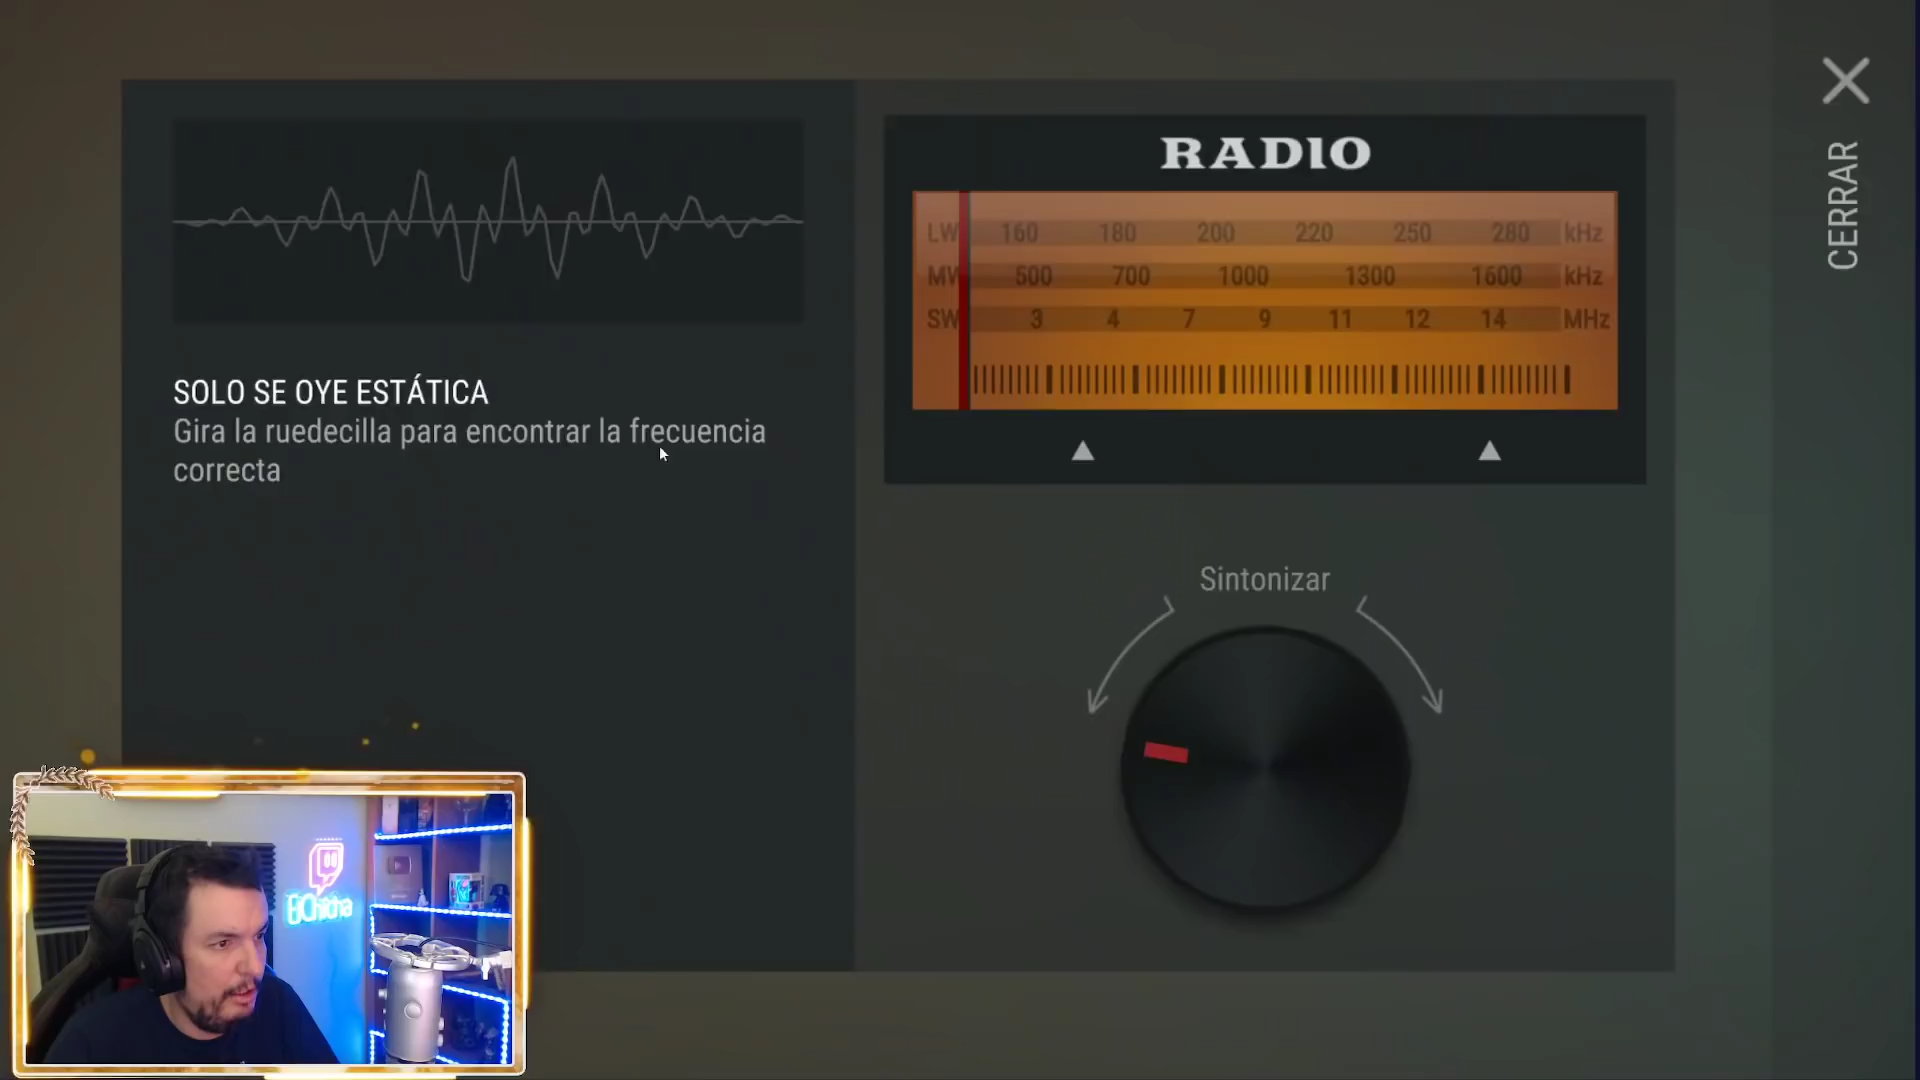 RADIO
LW 160 180 200 220 250 280 kHz
MW 500 700 1000 1300 1600 kHz
SW 3 4 7 9 11 12 14 MHz
CERRAR
SOLO SE OYE ESTÁTICA
Gira la ruedecilla para encontrar la frecuencia
correcta
Sintonizar
ElChicha